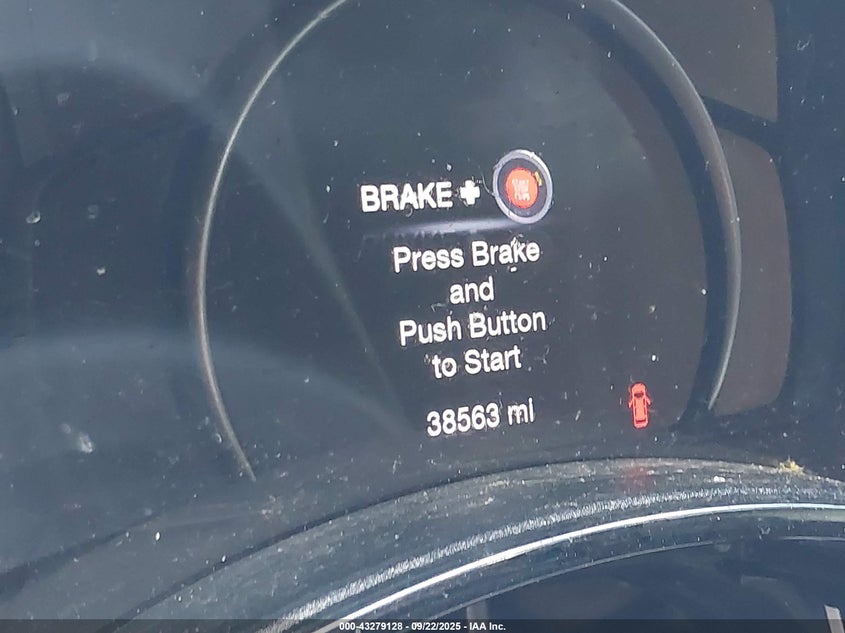 BRAKE +
Press Brake
and
Push Button
to Start
38563 mi
000-43279128 - 09/22/2025 - IAA Inc.